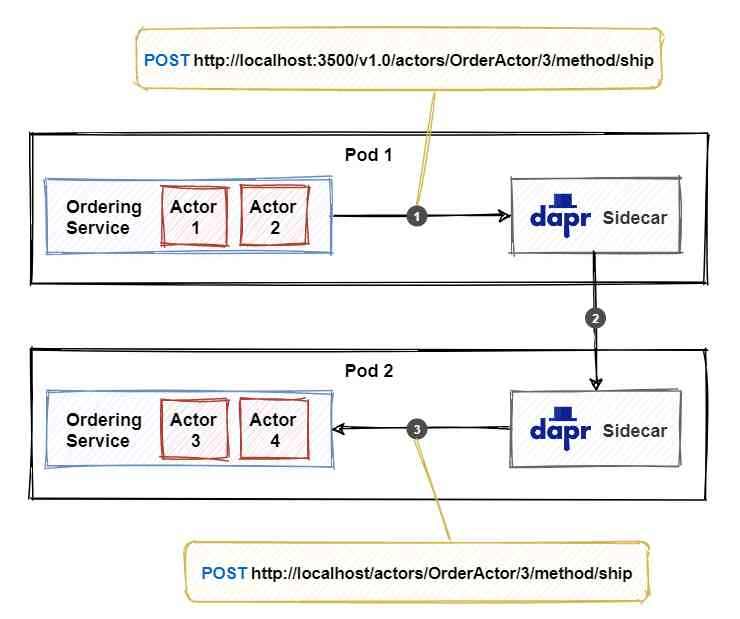 POST http://localhost:3500/v1.0/actors/OrderActor/3/method/ship
Pod 1
Ordering
Service
Actor
1
Actor
2
1
dapr Sidecar
2
Pod 2
Ordering
Service
Actor
3
Actor
4
3
dapr Sidecar
POST http://localhost/actors/OrderActor/3/method/ship